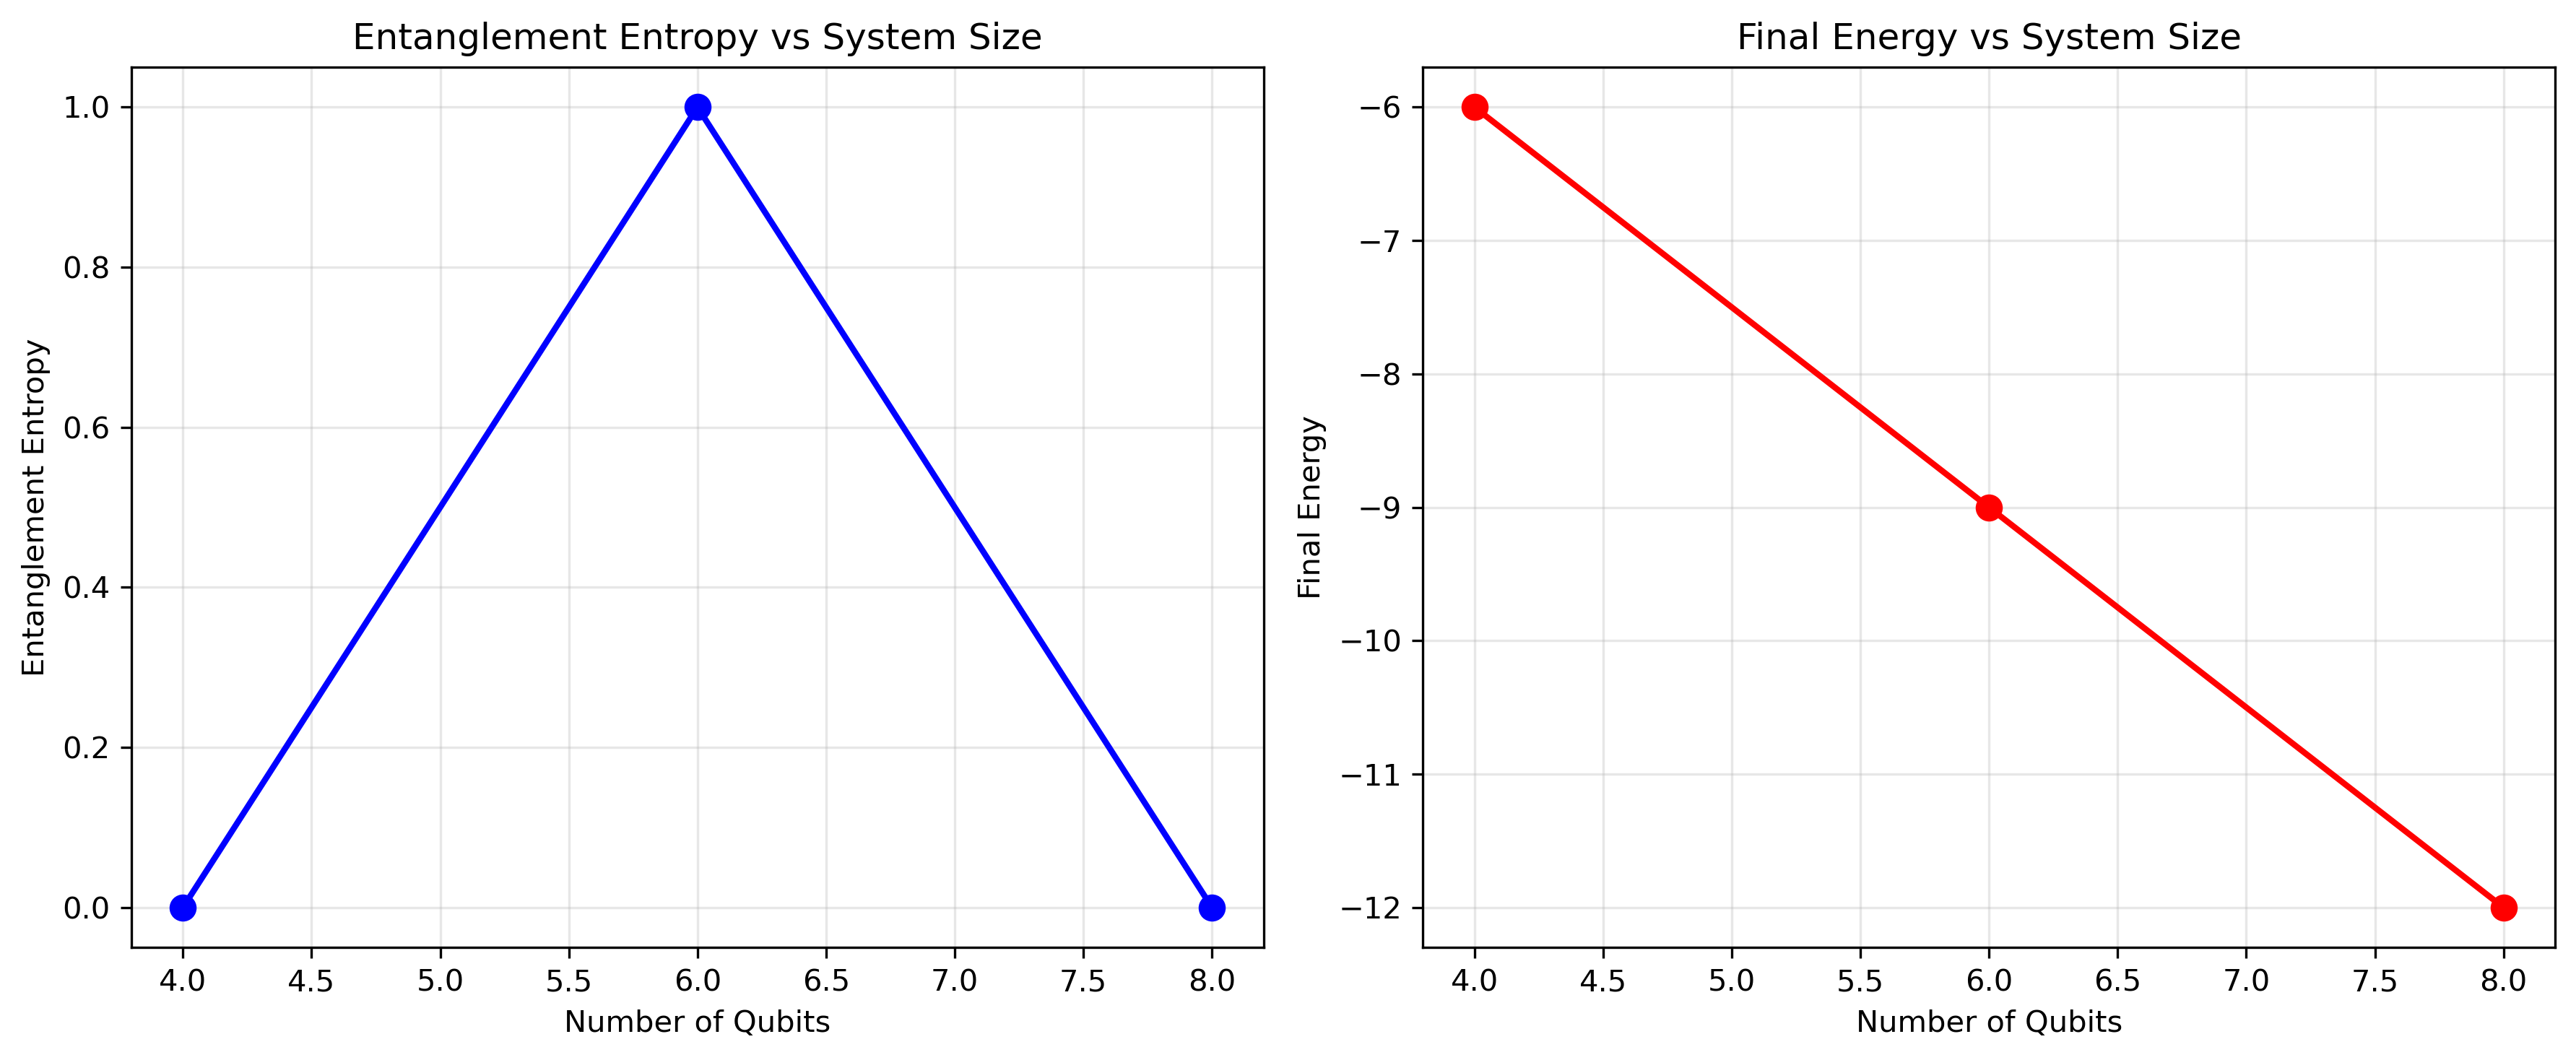 Entanglement Entropy vs System Size
Entanglement Entropy
1.0
0.8
0.6
0.4
0.2
0.0
4.0 4.5 5.0 5.5 6.0 6.5 7.0 7.5 8.0
Number of Qubits
Final Energy vs System Size
Final Energy
−6
−7
−8
−9
−10
−11
−12
4.0 4.5 5.0 5.5 6.0 6.5 7.0 7.5 8.0
Number of Qubits